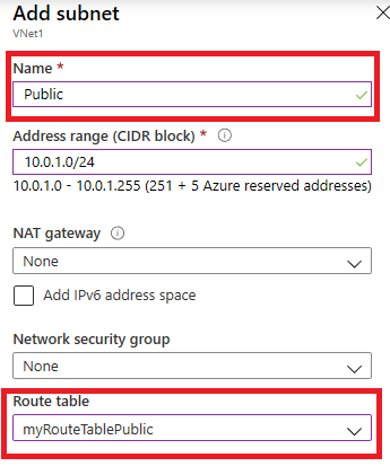 Add subnet
VNet1
Name *
Public
Address range (CIDR block) *
10.0.1.0/24
10.0.1.0 - 10.0.1.255 (251 + 5 Azure reserved addresses)
NAT gateway
None
Add IPv6 address space
Network security group
None
Route table
myRouteTablePublic